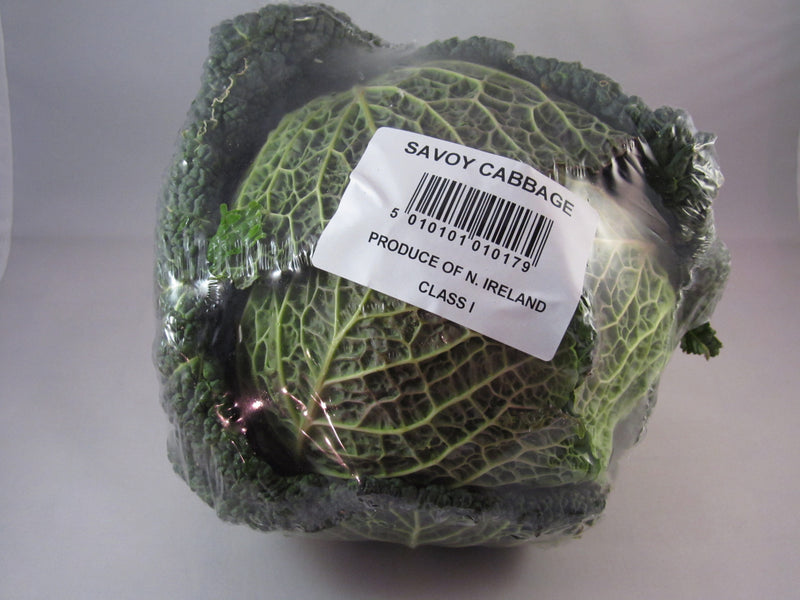 SAVOY CABBAGE
5 010101 010179
PRODUCE OF N. IRELAND
CLASS I